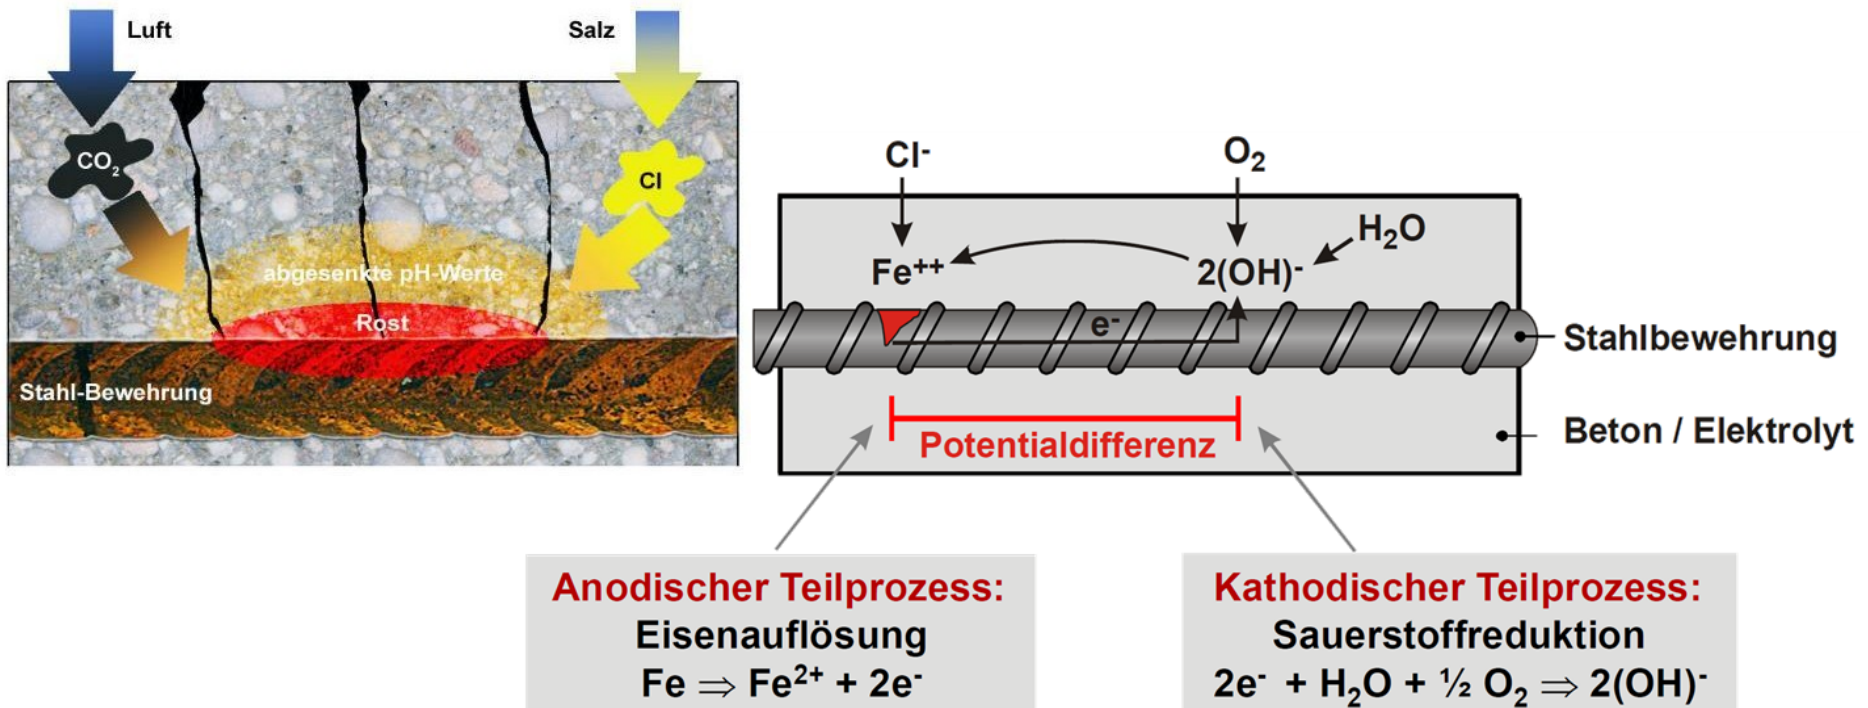 Luft
Salz
CO₂
Cl
abgesenkte pH-Werte
Rost
Stahl-Bewehrung
Cl⁻
O₂
H₂O
Fe⁺⁺
2(OH)⁻
e⁻
Stahlbewehrung
Potentialdifferenz
Beton / Elektrolyt
Anodischer Teilprozess:
Eisenauflösung
Fe ⇒ Fe²⁺ + 2e⁻
Kathodischer Teilprozess:
Sauerstoffreduktion
2e⁻ + H₂O + ½ O₂ ⇒ 2(OH)⁻